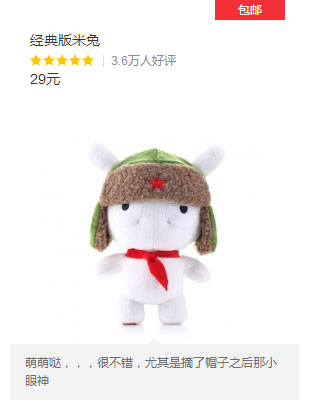 包邮
经典版米兔
3.6万人好评
29元
萌萌哒，，，很不错，尤其是摘了帽子之后那小
眼神